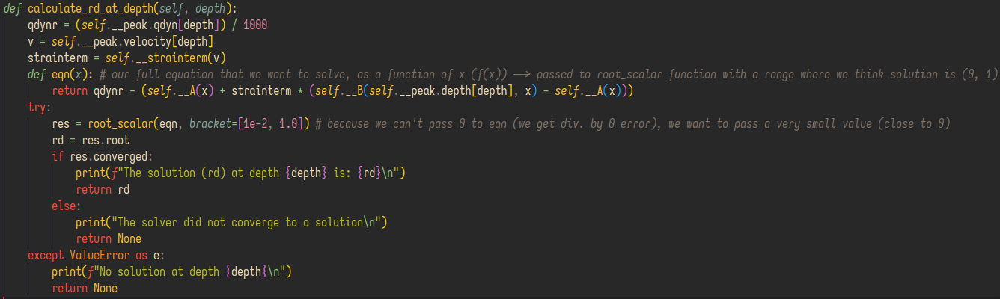 def calculate_rd_at_depth(self, depth):
    qdynr = (self.__peak.qdyn[depth]) / 1000
    v = self.__peak.velocity[depth]
    strainterm = self.__strainterm(v)
    def eqn(x): # our full equation that we want to solve, as a function of x (f(x)) --> passed to root_scalar function with a range where we think solution is (0, 1)
        return qdynr - (self.__A(x) + strainterm * (self.__B(self.__peak.depth[depth], x) - self.__A(x)))
    try:
        res = root_scalar(eqn, bracket=[1e-2, 1.0]) # because we can't pass 0 to eqn (we get div. by 0 error), we want to pass a very small value (close to 0)
        rd = res.root
        if res.converged:
            print(f"The solution (rd) at depth {depth} is: {rd}\n")
            return rd
        else:
            print("The solver did not converge to a solution\n")
            return None
    except ValueError as e:
        print(f"No solution at depth {depth}\n")
        return None